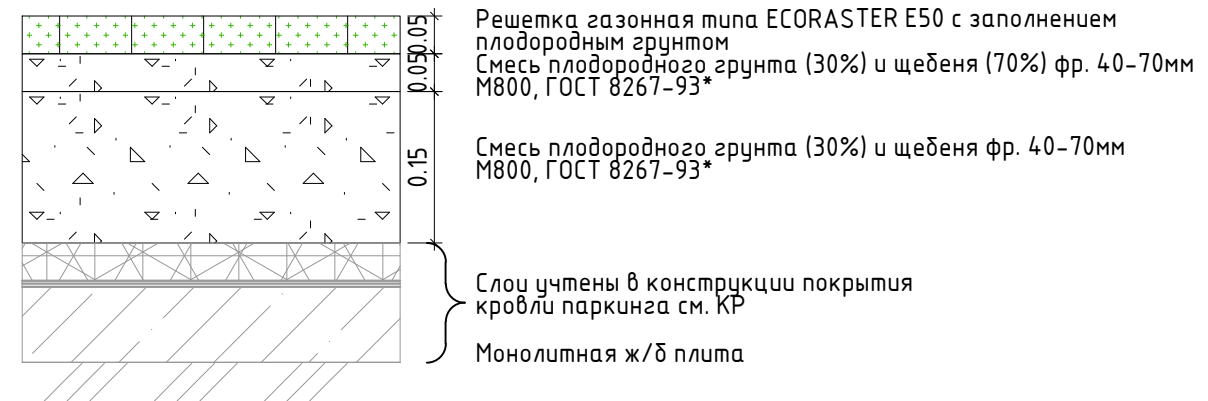 0.05
0.05
0.15
Решетка газонная типа ECORASTER E50 с заполнением
плодородным грунтом
Смесь плодородного грунта (30%) и щебеня (70%) фр. 40-70мм
М800, ГОСТ 8267-93*
Смесь плодородного грунта (30%) и щебеня фр. 40-70мм
М800, ГОСТ 8267-93*
Слои учтены в конструкции покрытия
кровли паркинга см. КР
Монолитная ж/б плита